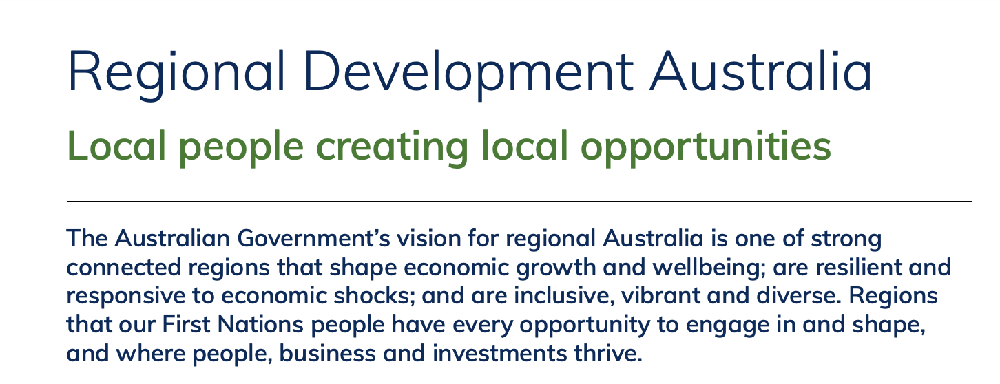 Regional Development Australia
Local people creating local opportunities
The Australian Government’s vision for regional Australia is one of strong
connected regions that shape economic growth and wellbeing; are resilient and
responsive to economic shocks; and are inclusive, vibrant and diverse. Regions
that our First Nations people have every opportunity to engage in and shape,
and where people, business and investments thrive.